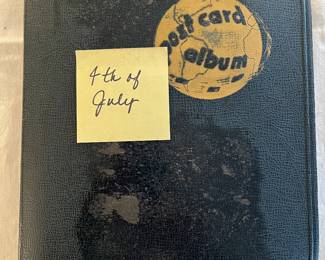 post card
album
4th of
July